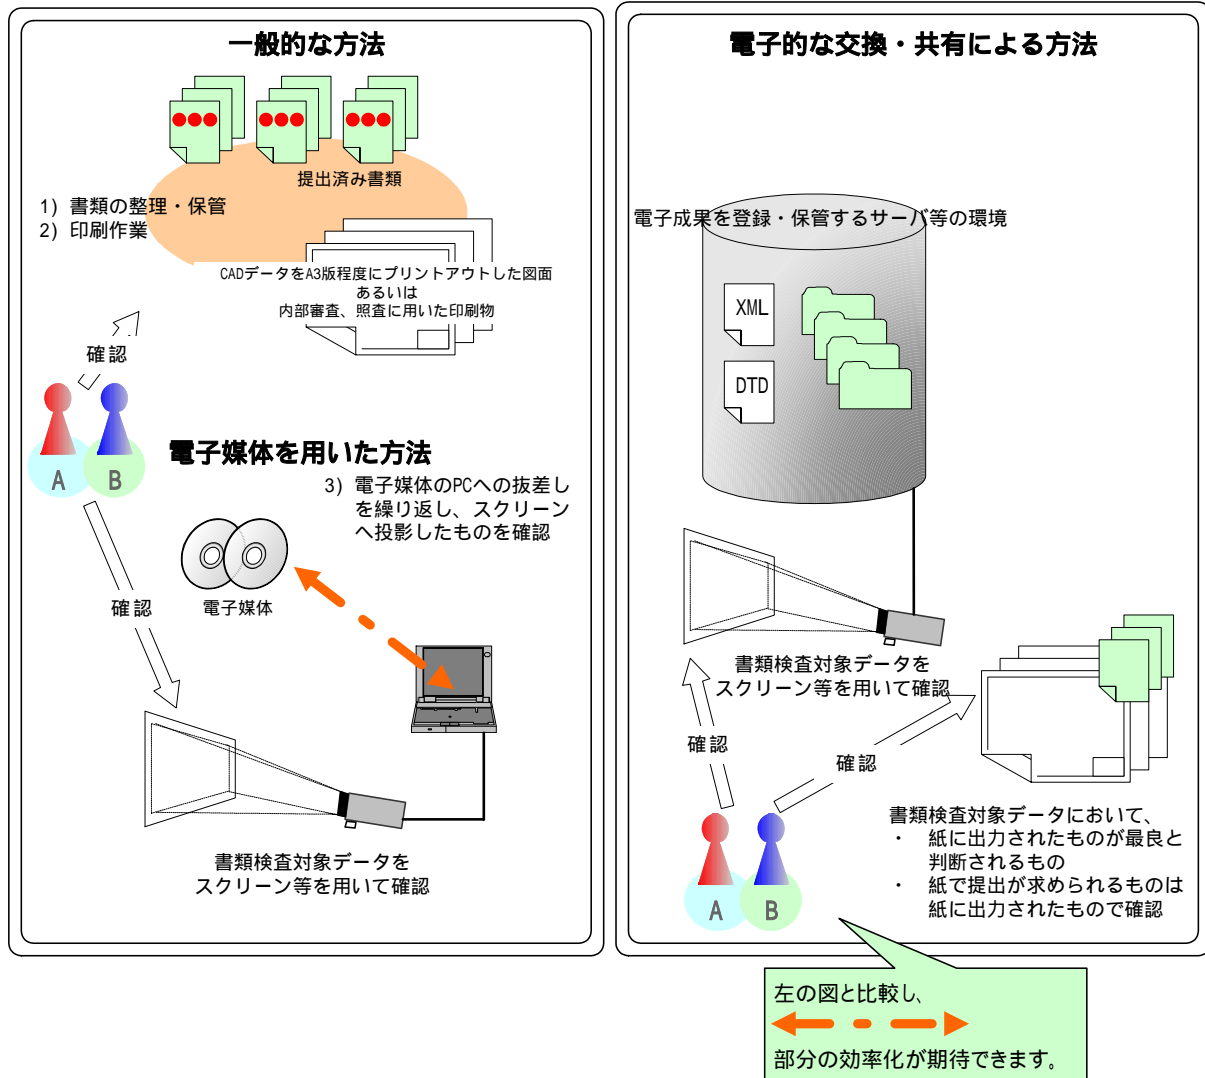 一般的な方法
提出済み書類
1) 書類の整理・保管
2) 印刷作業
CADデータをA3版程度にプリントアウトした図面
あるいは
内部審査、照査に用いた印刷物
確認
A
B
電子媒体を用いた方法
3) 電子媒体のPCへの抜差し
を繰り返し、スクリーン
へ投影したものを確認
電子媒体
確認
書類検査対象データを
スクリーン等を用いて確認
電子的な交換・共有による方法
電子成果を登録・保管するサーバ等の環境
XML
DTD
書類検査対象データを
スクリーン等を用いて確認
確認
確認
A
B
書類検査対象データにおいて、
・ 紙に出力されたものが最良と
判断されるもの
・ 紙で提出が求められるものは
紙に出力されたもので確認
左の図と比較し、
部分の効率化が期待できます。